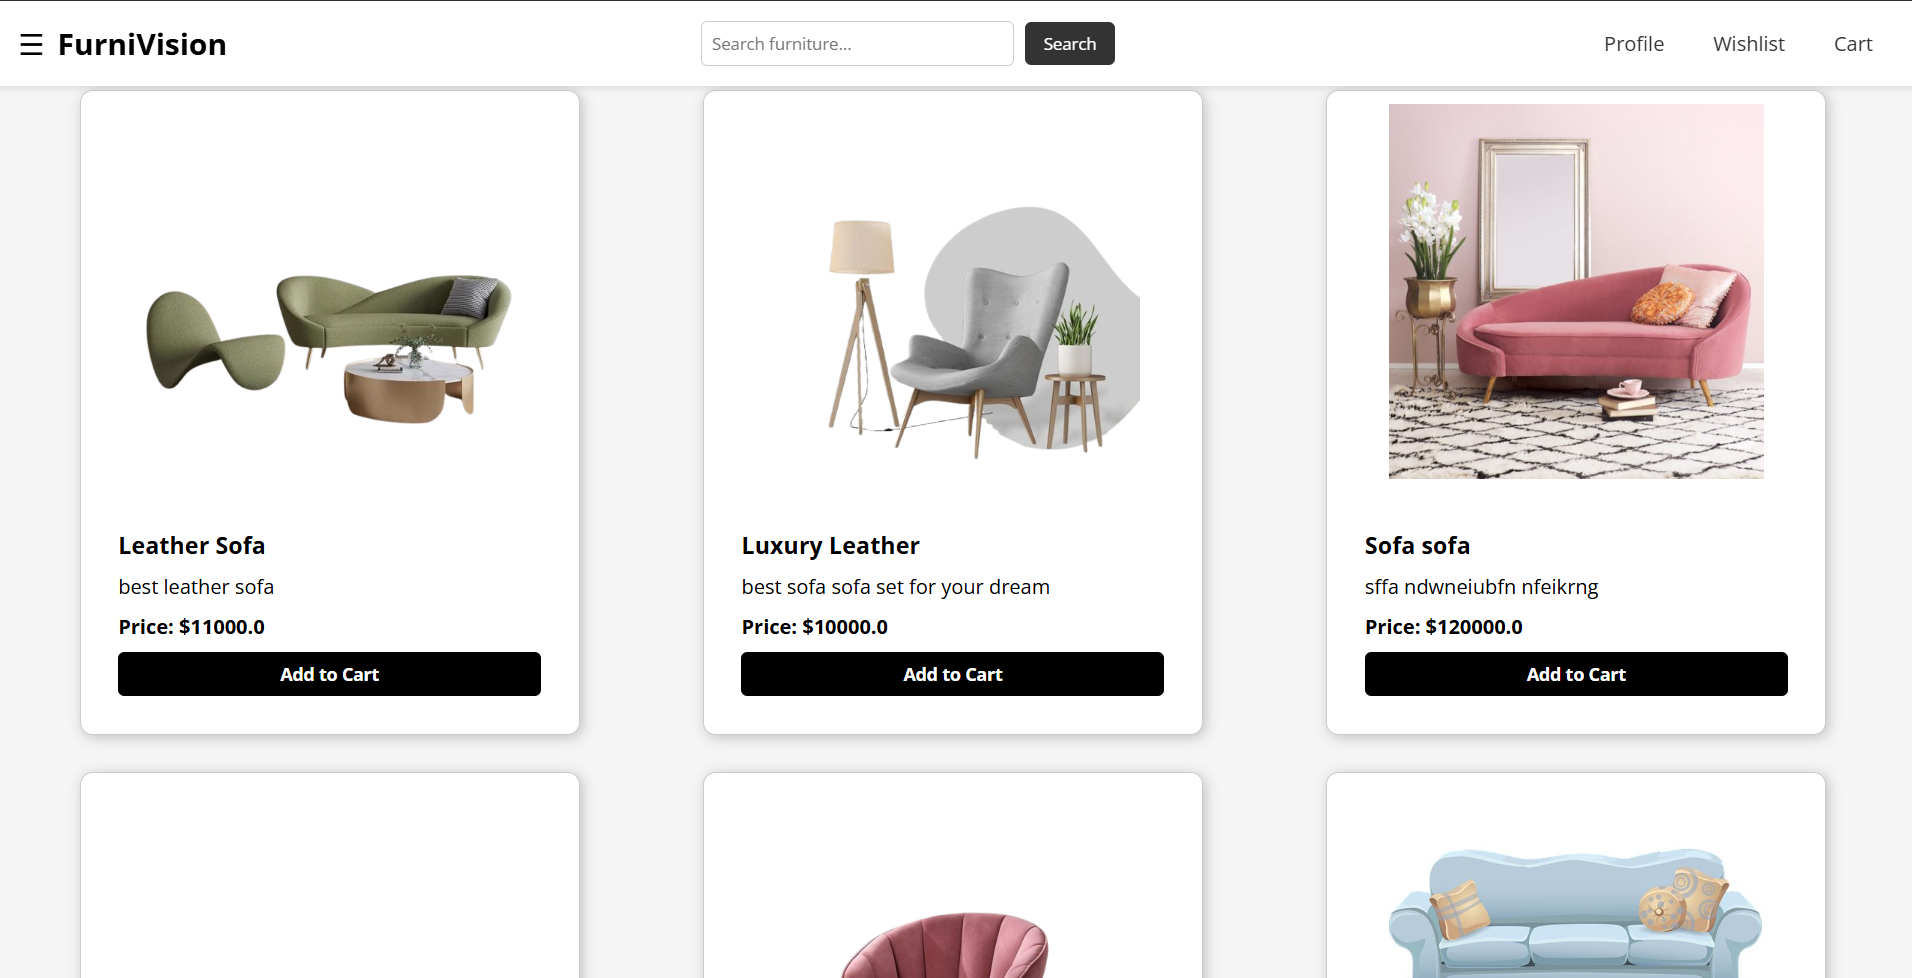 ☰ FurniVision
Search furniture...
Search
Profile
Wishlist
Cart
Leather Sofa
best leather sofa
Price: $11000.0
Add to Cart
Luxury Leather
best sofa sofa set for your dream
Price: $10000.0
Add to Cart
Sofa sofa
sffa ndwneiubfn nfeikrng
Price: $120000.0
Add to Cart